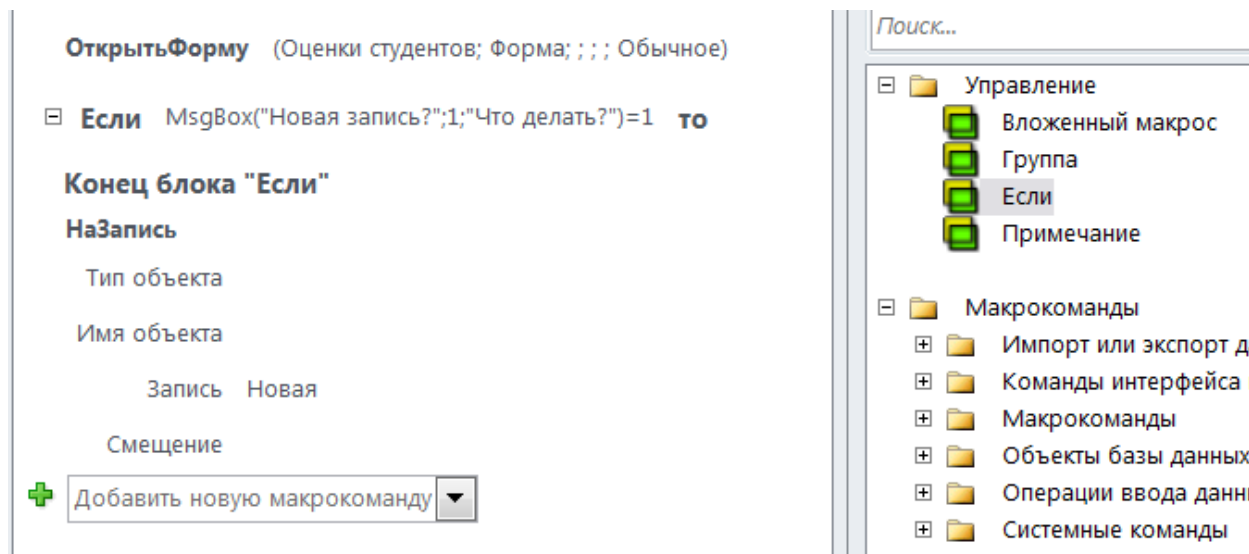 ОткрытьФорму (Оценки студентов; Форма; ; ; ; Обычное)
Если MsgBox("Новая запись?";1;"Что делать?")=1 то
Конец блока "Если"
НаЗапись
Тип объекта
Имя объекта
Запись Новая
Смещение
Добавить новую макрокоманду
Поиск...
Управление
Вложенный макрос
Группа
Если
Примечание
Макрокоманды
Импорт или экспорт д
Команды интерфейса
Макрокоманды
Объекты базы данных
Операции ввода данн
Системные команды